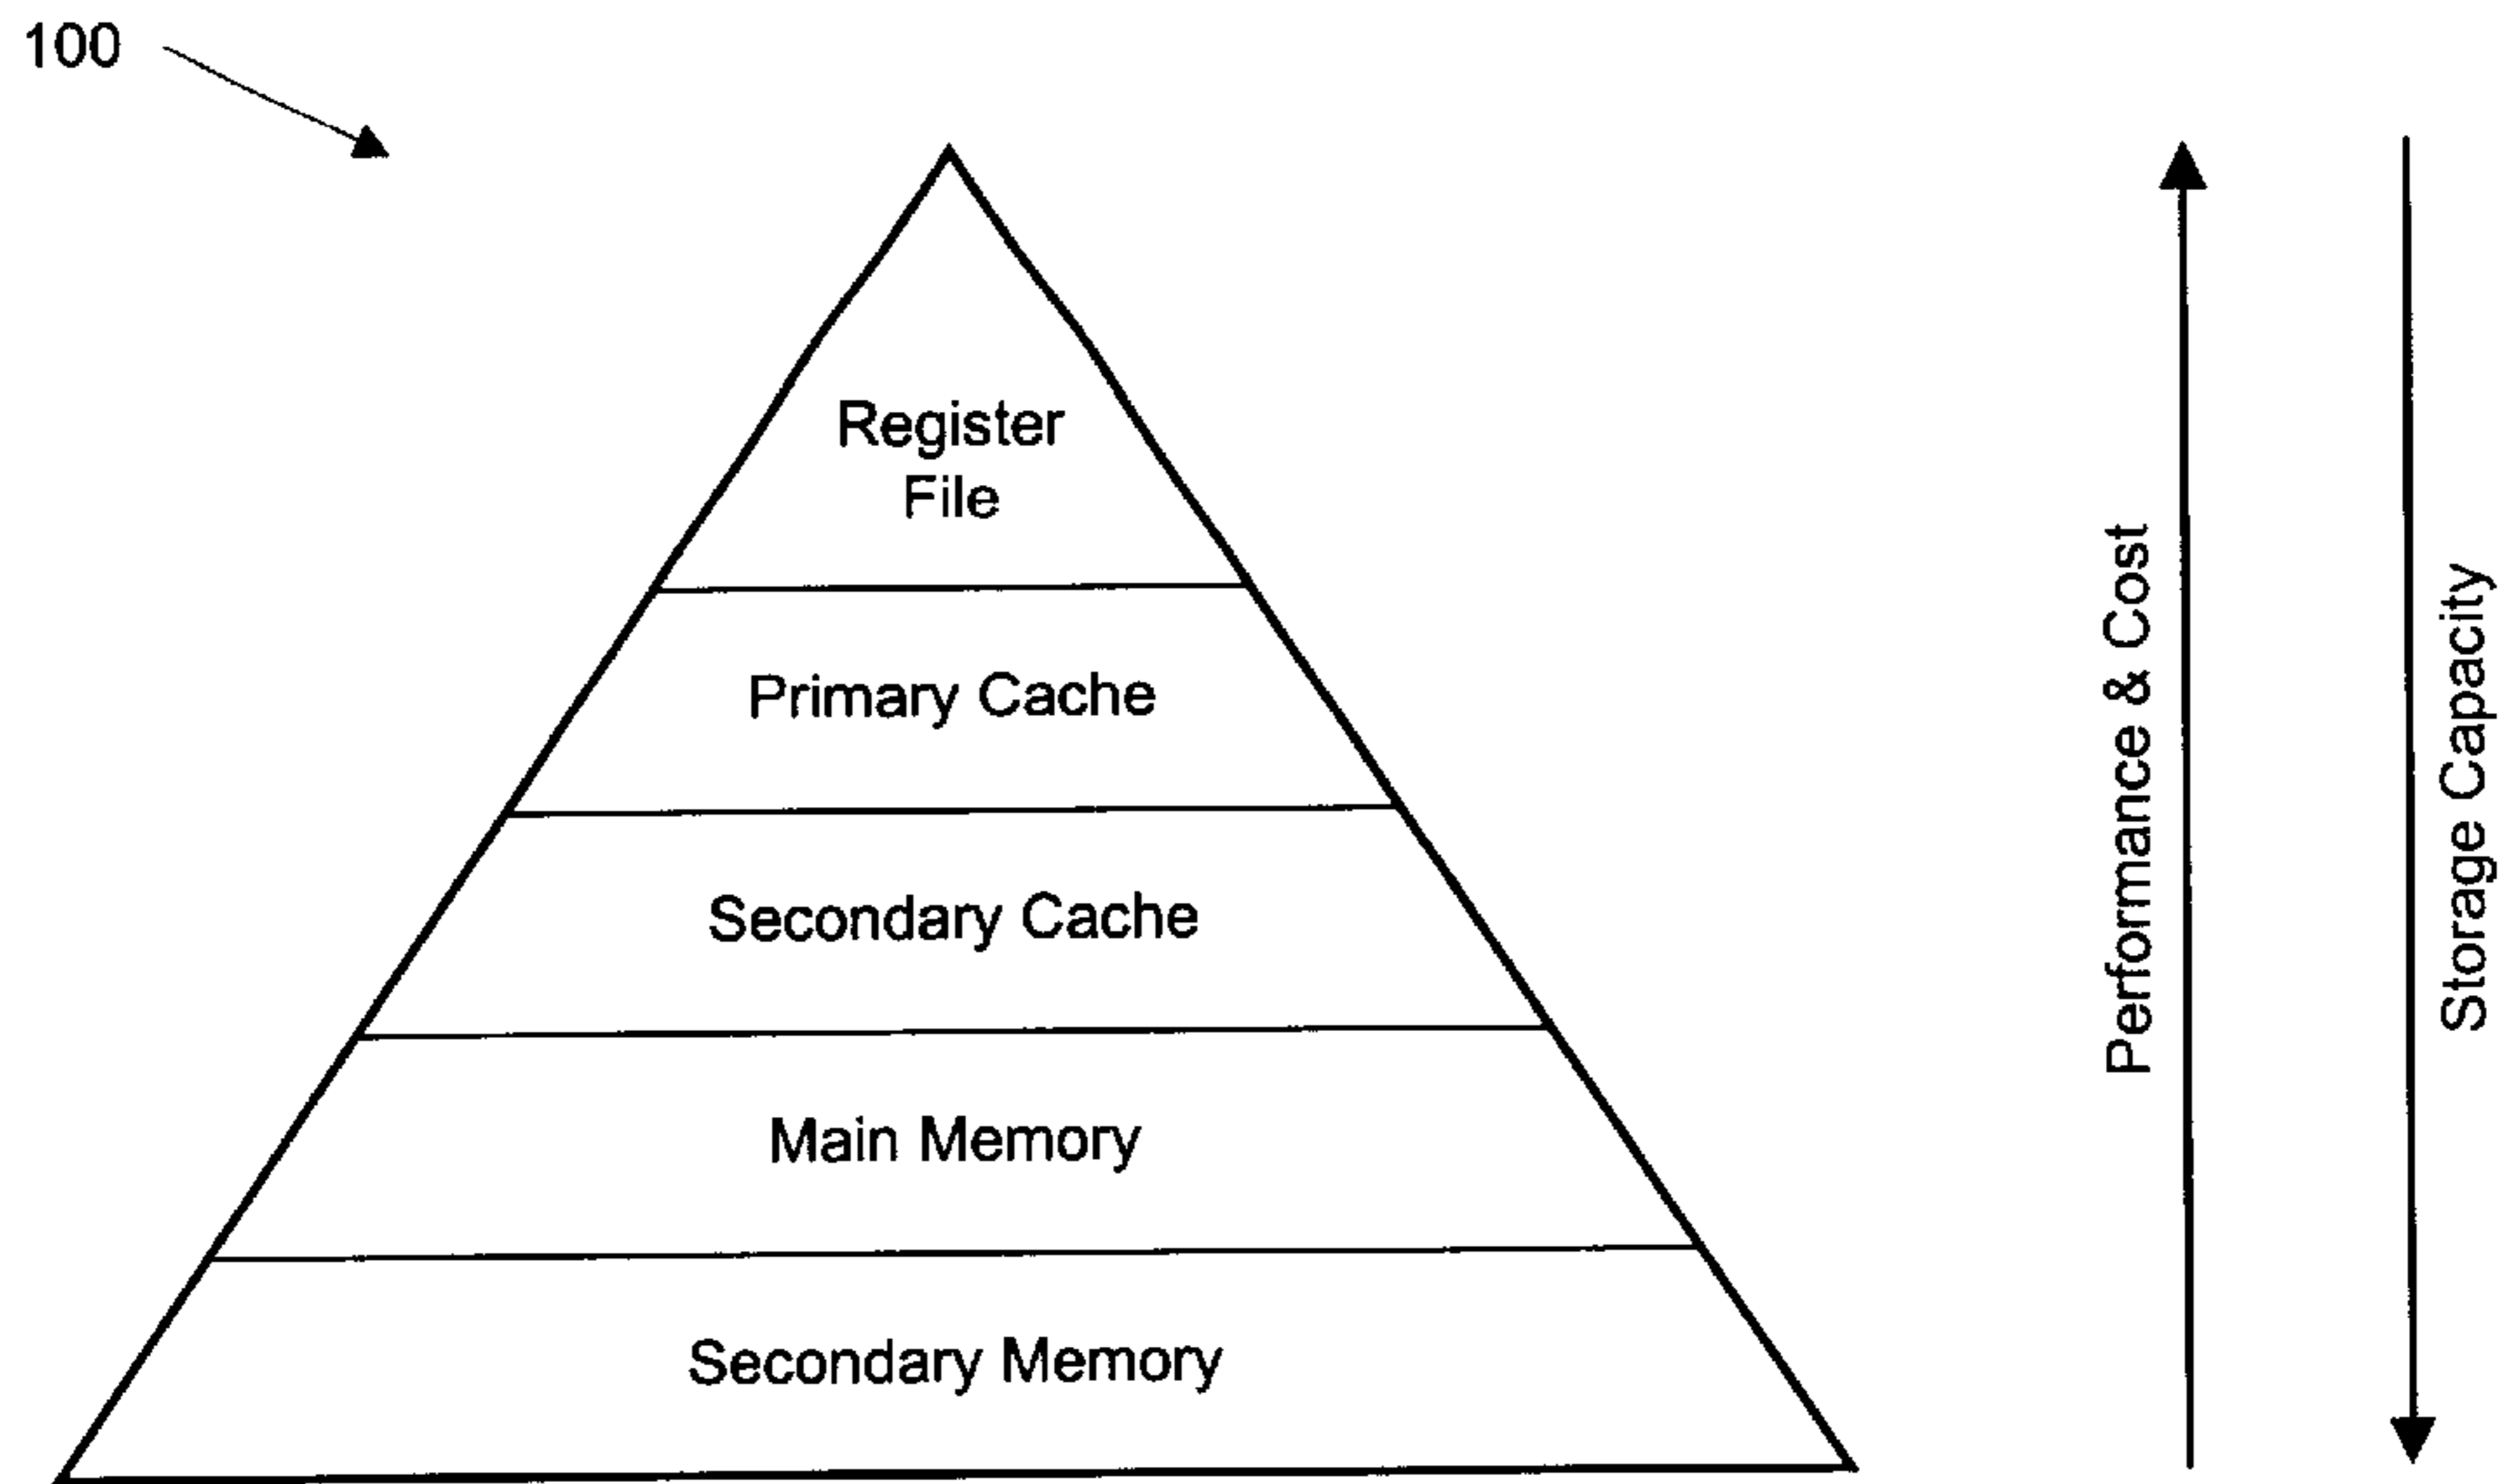 100
Register
File
Primary Cache
Secondary Cache
Main Memory
Secondary Memory
Performance & Cost
Storage Capacity